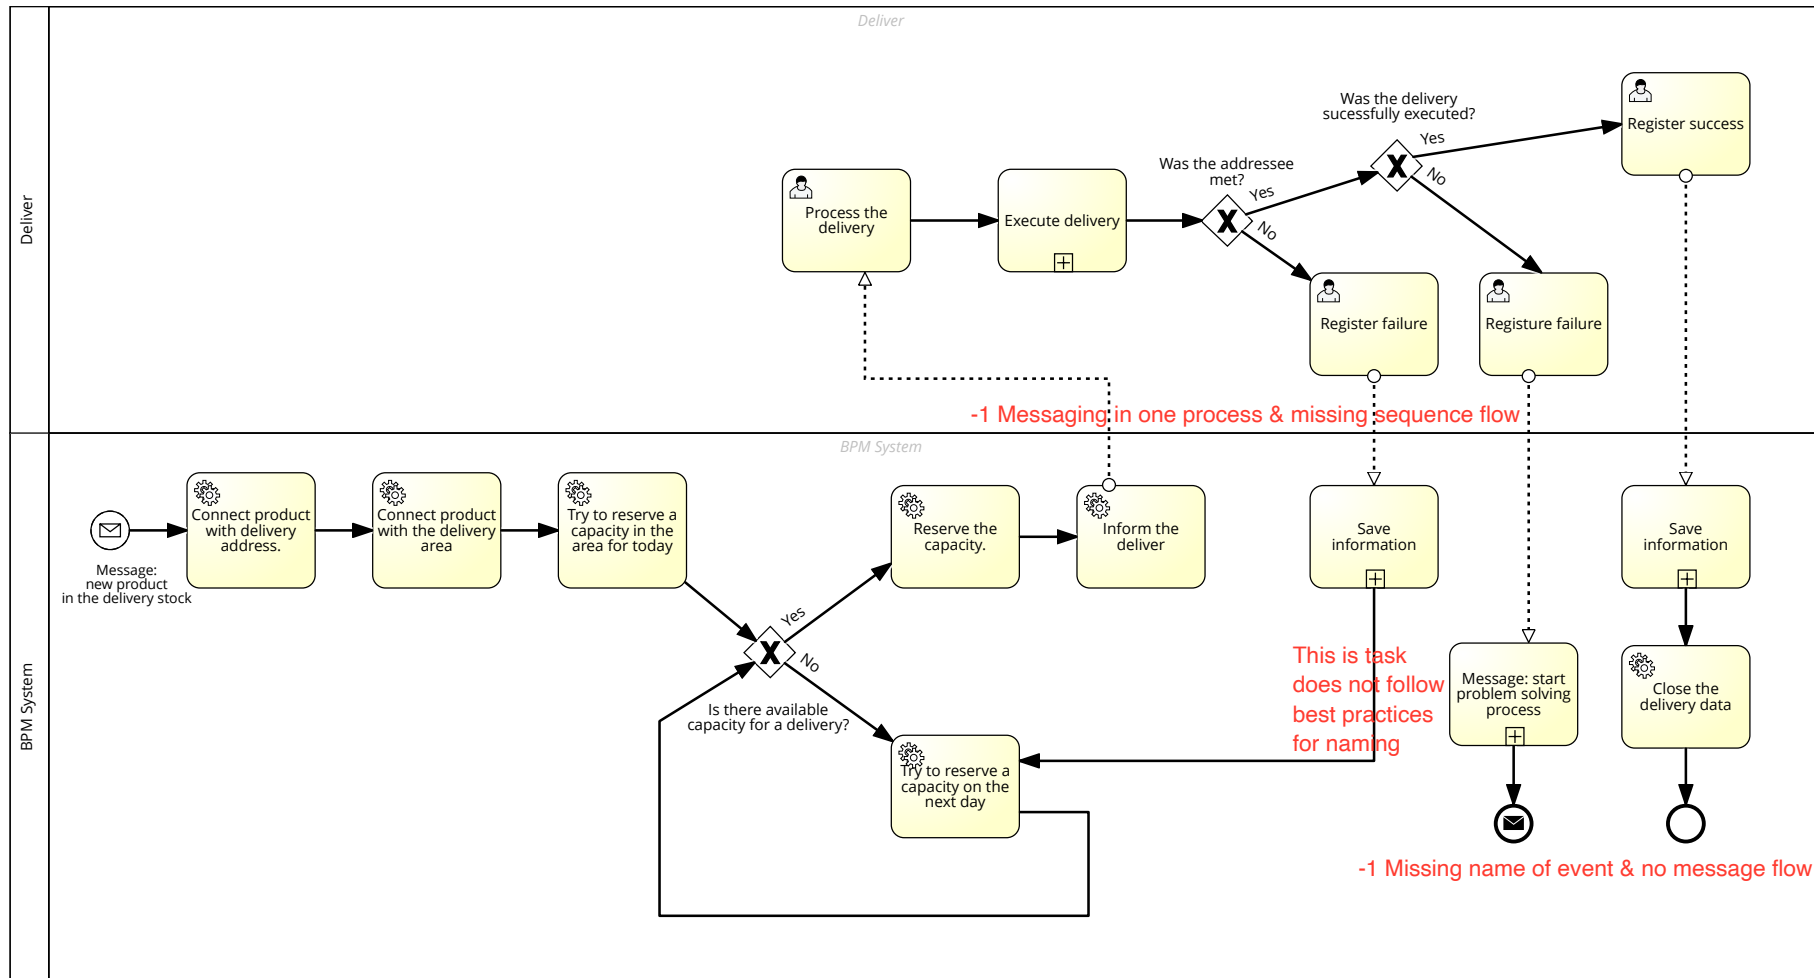 Deliver
Deliver
Was the delivery
sucessfully executed?
Yes
No
Register success
Was the addressee
met?
Yes
No
Process the
delivery
Execute delivery
Register failure
Registure failure
-1 Messaging in one process & missing sequence flow
BPM System
BPM System
Message:
new product
in the delivery stock
Connect product
with delivery
address.
Connect product
with the delivery
area
Try to reserve a
capacity in the
area for today
Reserve the
capacity.
Inform the
deliver
Save
information
Save
information
Yes
No
Is there available
capacity for a delivery?
This is task
does not follow
best practices
for naming
Message: start
problem solving
process
Close the
delivery data
Try to reserve a
capacity on the
next day
-1 Missing name of event & no message flow